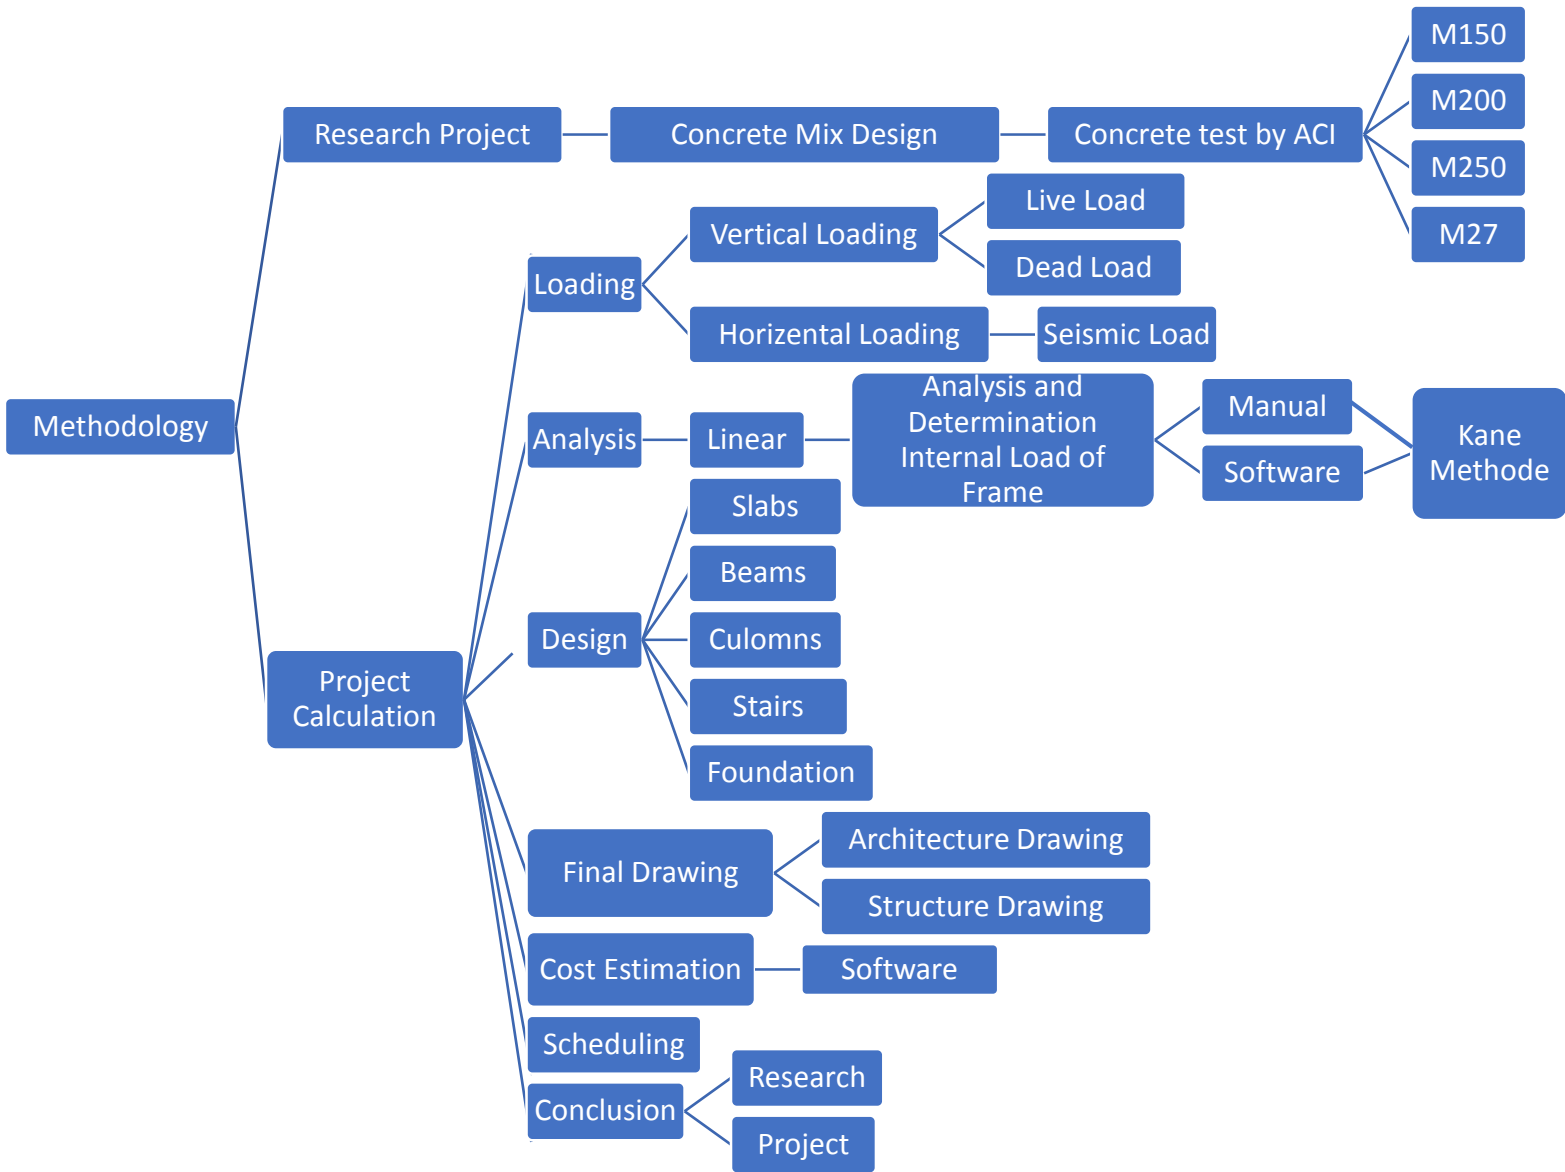 Methodology
Research Project
Concrete Mix Design
Concrete test by ACI
M150
M200
M250
M27
Project
Calculation
Loading
Vertical Loading
Live Load
Dead Load
Horizental Loading
Seismic Load
Analysis
Linear
Analysis and
Determination
Internal Load of
Frame
Manual
Software
Kane
Methode
Design
Slabs
Beams
Culomns
Stairs
Foundation
Final Drawing
Architecture Drawing
Structure Drawing
Cost Estimation
Software
Scheduling
Conclusion
Research
Project